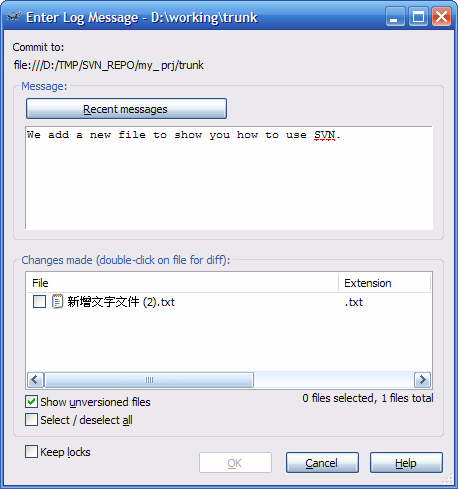 Enter Log Message - D:\working\trunk
Commit to:
file:///D:/TMP/SVN_REPO/my_prj/trunk
Message:
Recent messages
We add a new file to show you how to use SVN.
Changes made (double-click on file for diff):
File Extension
新增文字文件 (2).txt .txt
Show unversioned files
0 files selected, 1 files total
Select / deselect all
Keep locks
OK Cancel Help